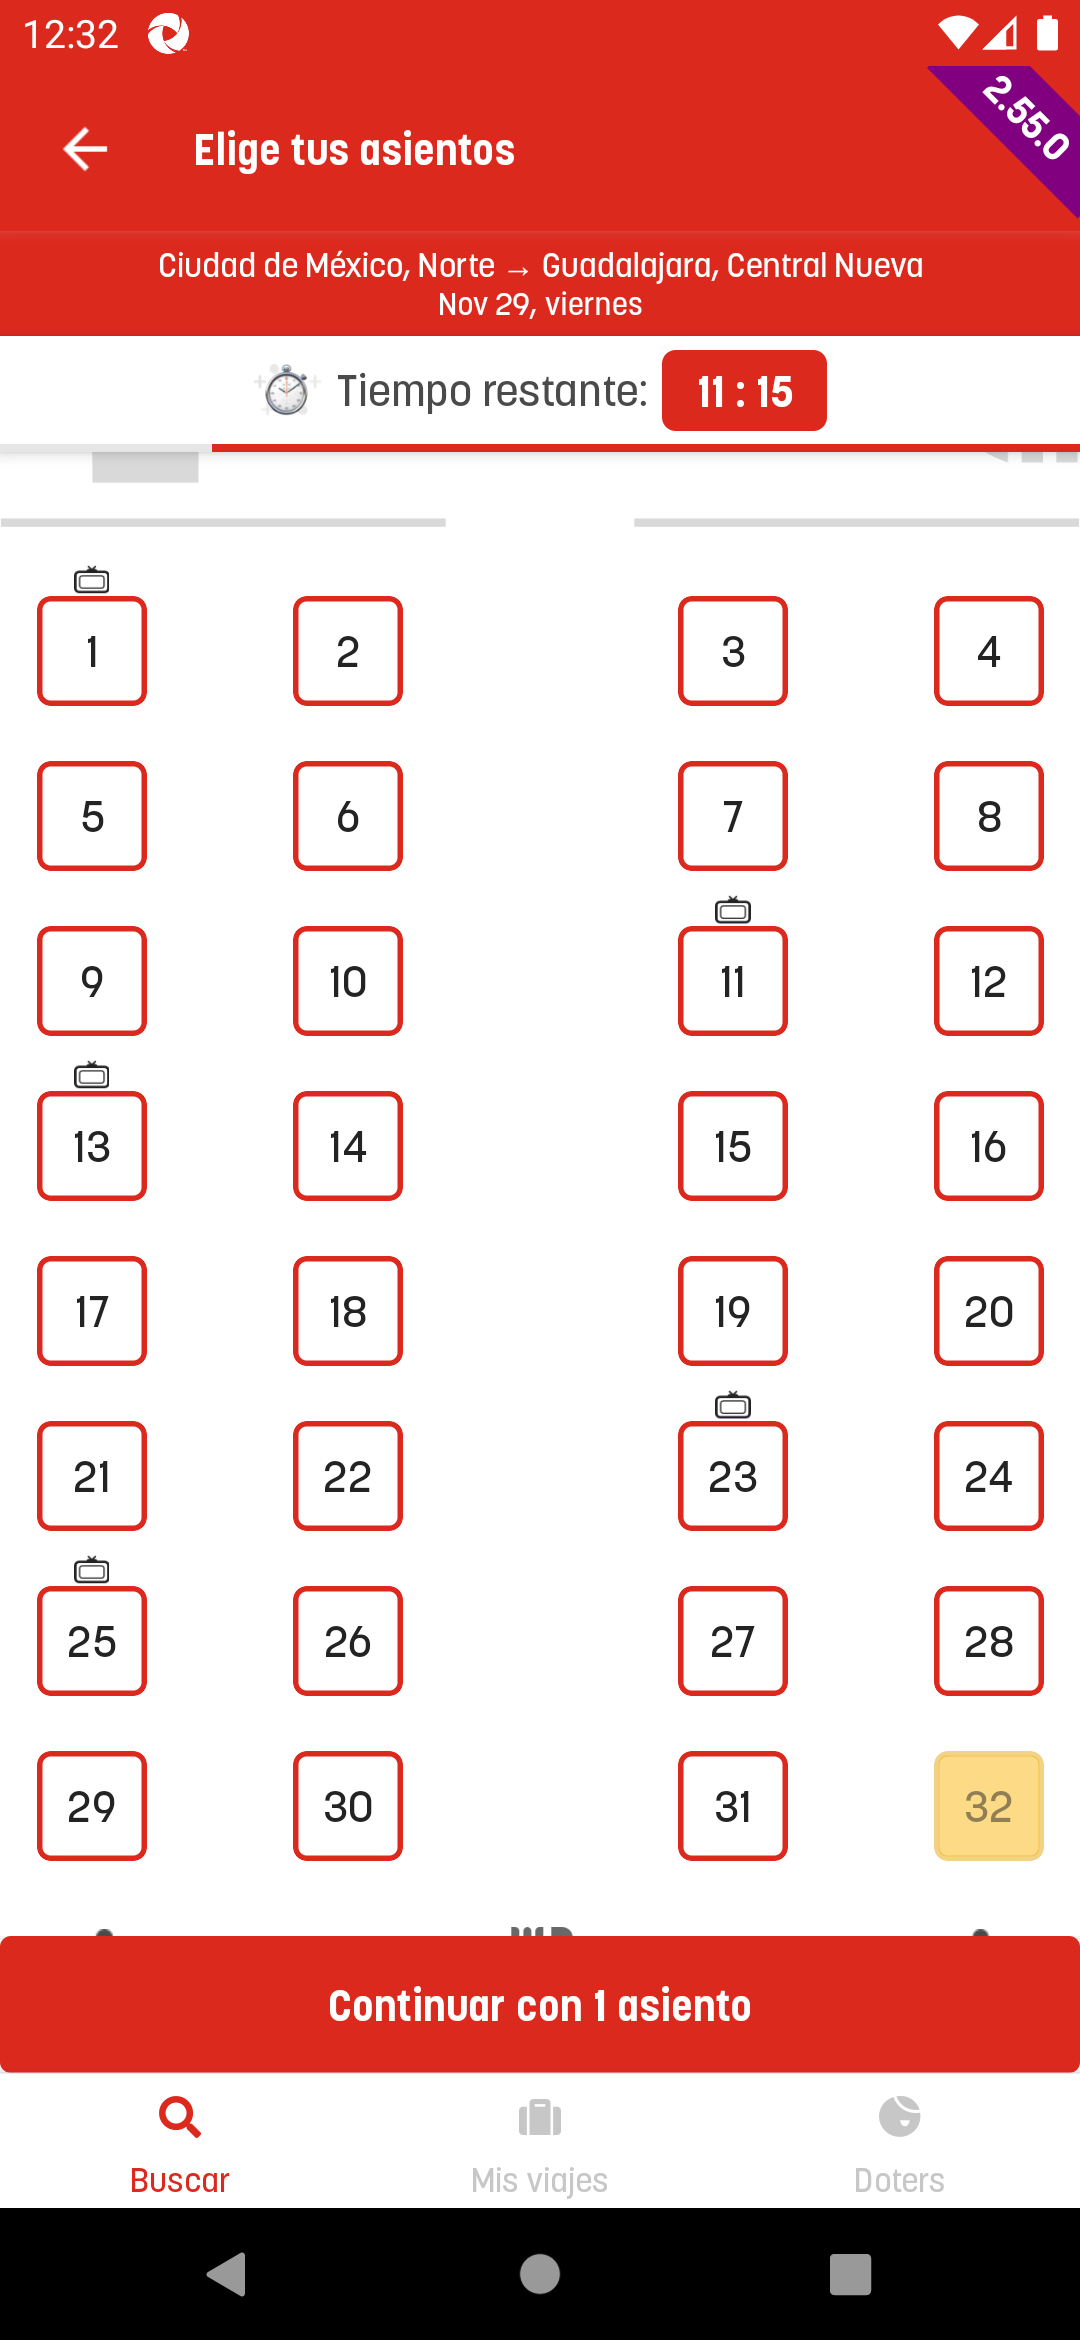 12:32
2.55.0
Elige tus asientos
Ciudad de México, Norte → Guadalajara, Central Nueva
Nov 29, viernes
Tiempo restante: 11 : 15
1 2 3 4
5 6 7 8
9 10 11 12
13 14 15 16
17 18 19 20
21 22 23 24
25 26 27 28
29 30 31 32
Continuar con 1 asiento
Buscar Mis viajes Doters